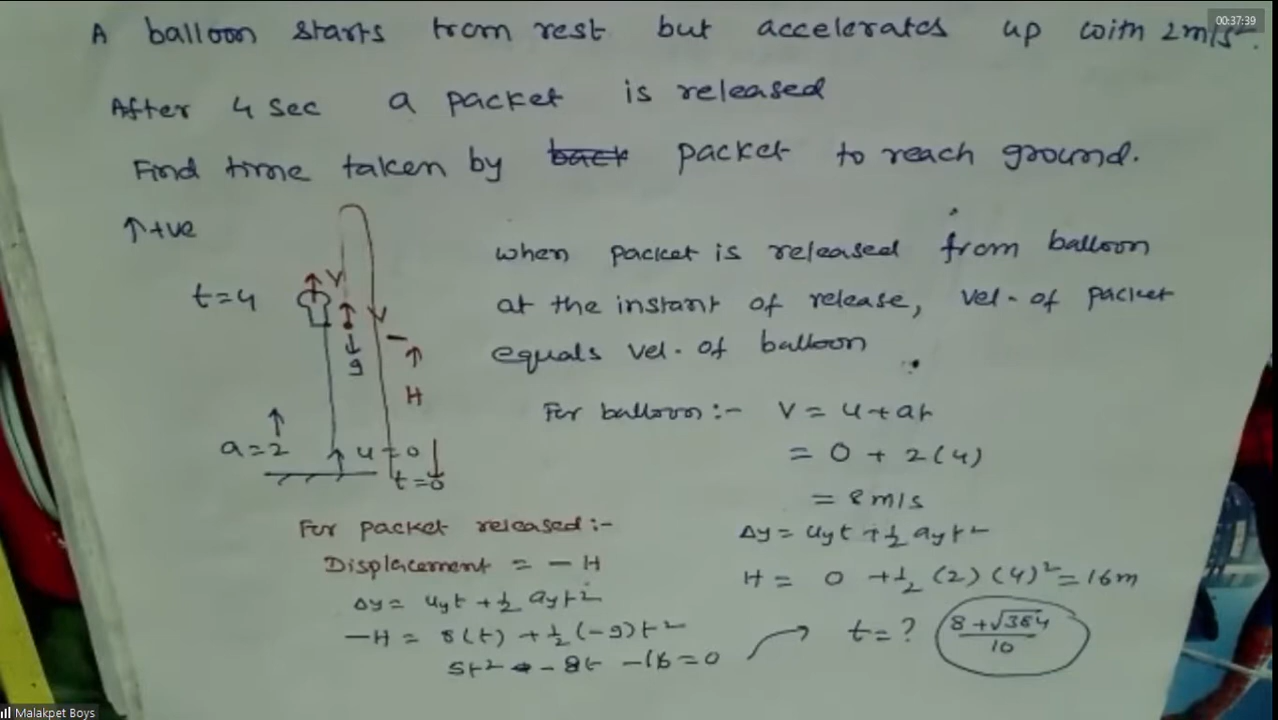 00:37:39
A balloon starts from rest but accelerates up with 2m/s².
After 4 sec a packet is released
Find time taken by back packet to reach ground.
↑+ve
t=4
V
g
H
a=2
u=0
t=0
When packet is released from balloon
at the instant of release, vel. of packet
equals vel. of balloon
For balloon :- V = u+at
= 0 + 2(4)
= 8 m/s
Δy = uyt + ½ ayt²
H = 0 + ½ (2) (4)² = 16m
For packet released :-
Displacement = - H
Δy = uyt + ½ ayt²
-H = 8(t) + ½ (-g)t²
5t² - 8t - 16 = 0
t = ? 8 + √384 / 10
Malakpet Boys